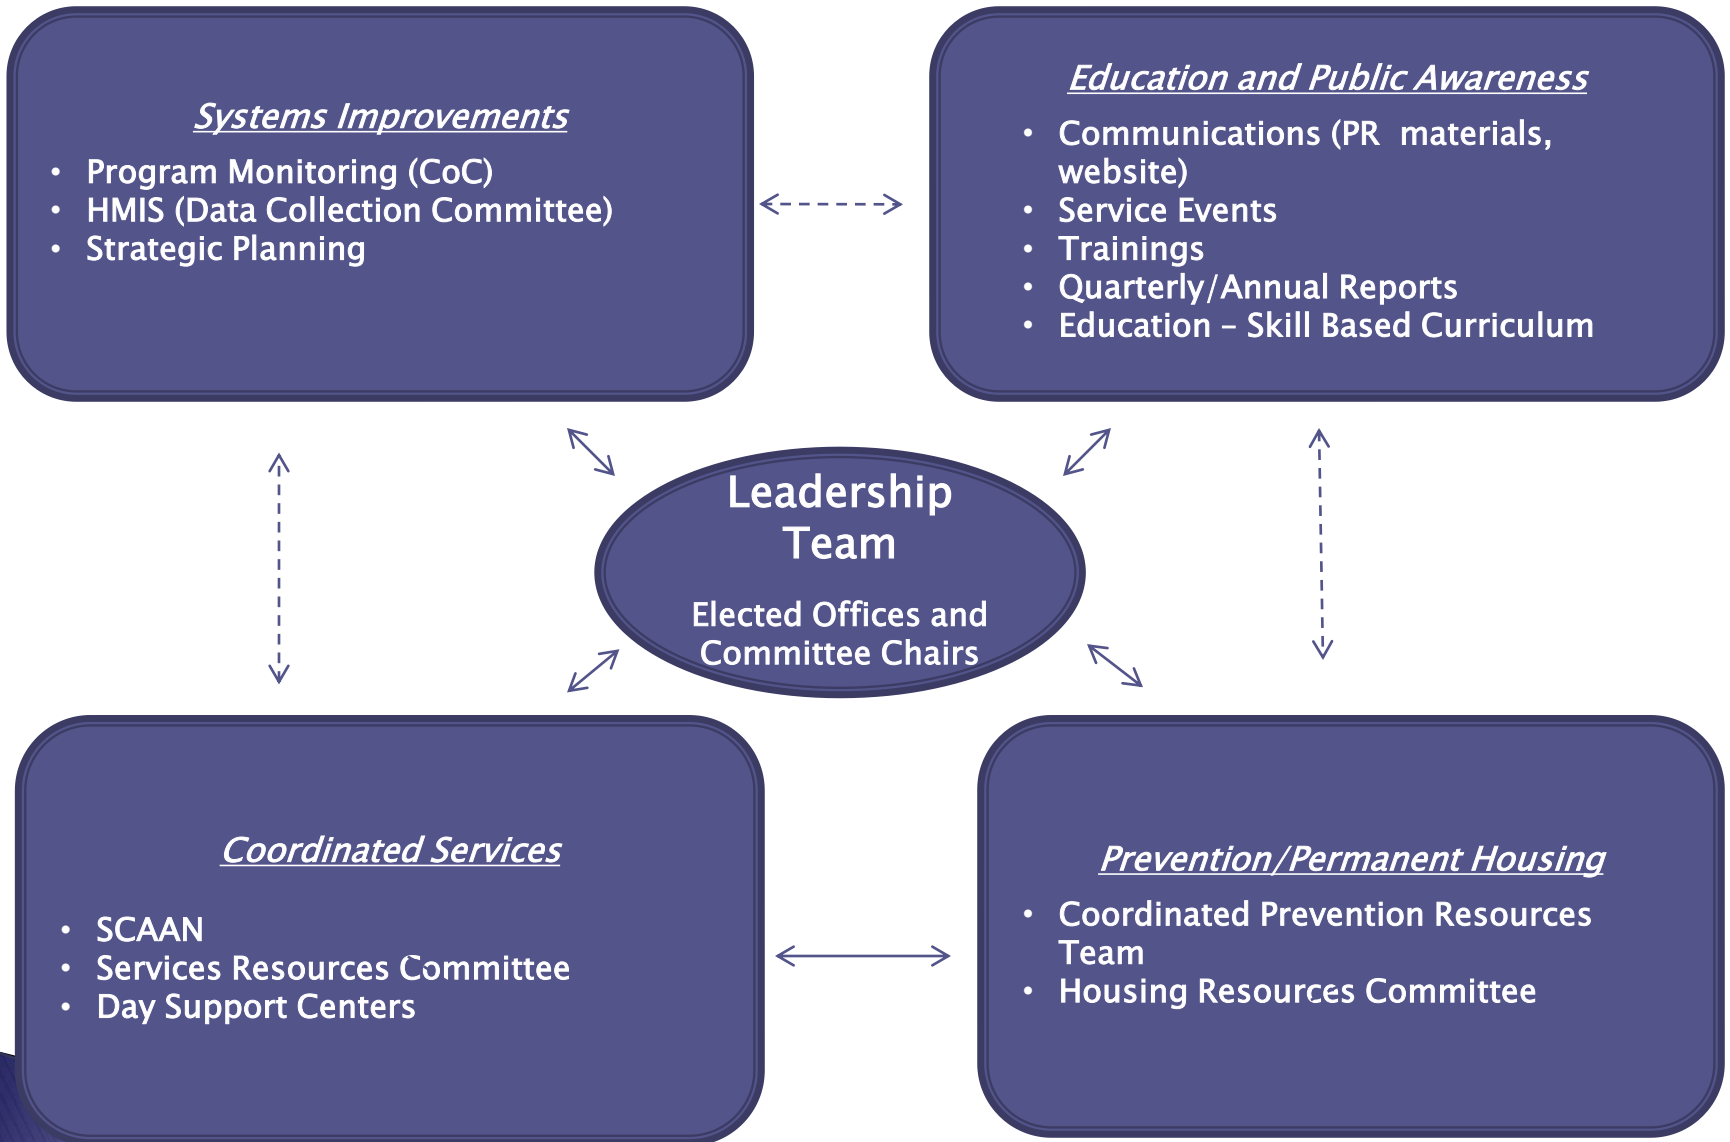 Systems Improvements
• Program Monitoring (CoC)
• HMIS (Data Collection Committee)
• Strategic Planning
Education and Public Awareness
• Communications (PR  materials,
website)
• Service Events
• Trainings
• Quarterly/Annual Reports
• Education – Skill Based Curriculum
Leadership
Team
Elected Offices and
Committee Chairs
Coordinated Services
• SCAAN
• Services Resources Committee
• Day Support Centers
Prevention/Permanent Housing
• Coordinated Prevention Resources
Team
• Housing Resources Committee